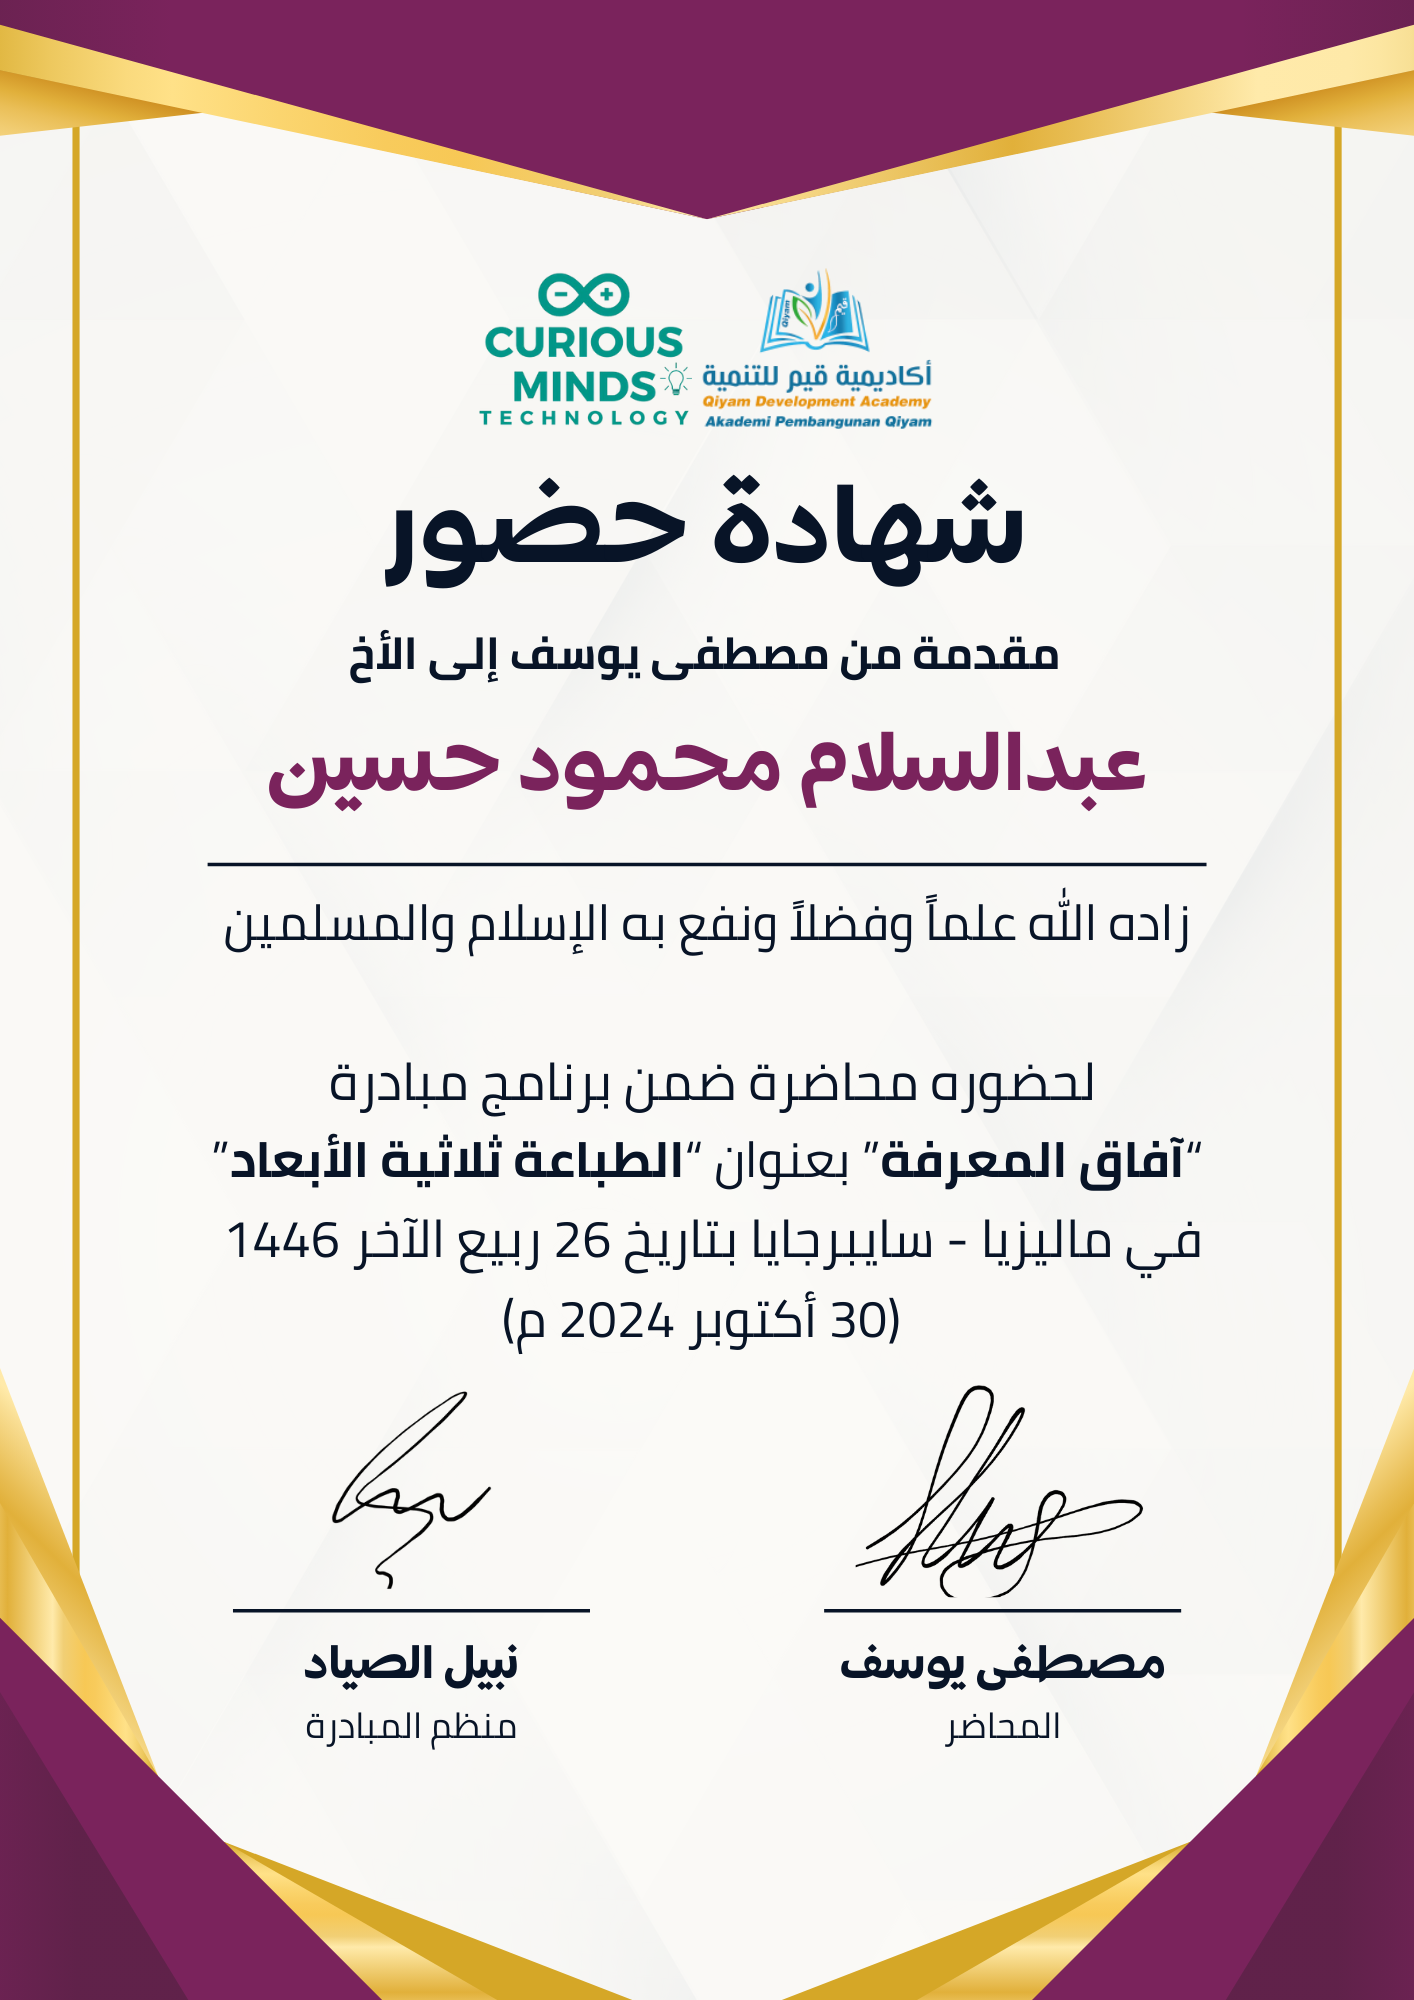 CURIOUS
MINDS
TECHNOLOGY
Qiyam
أكاديمية قيم للتنمية
Qiyam Development Academy
Akademi Pembangunan Qiyam
شهادة حضور
مقدمة من مصطفى يوسف إلى الأخ
عبدالسلام محمود حسين
زاده الله علماً وفضلاً ونفع به الإسلام والمسلمين
لحضوره محاضرة ضمن برنامج مبادرة
“آفاق المعرفة” بعنوان “الطباعة ثلاثية الأبعاد”
في ماليزيا - سايبرجايا بتاريخ 26 ربيع الآخر 1446
(30 أكتوبر 2024 م)
مصطفى يوسف
المحاضر
نبيل الصياد
منظم المبادرة